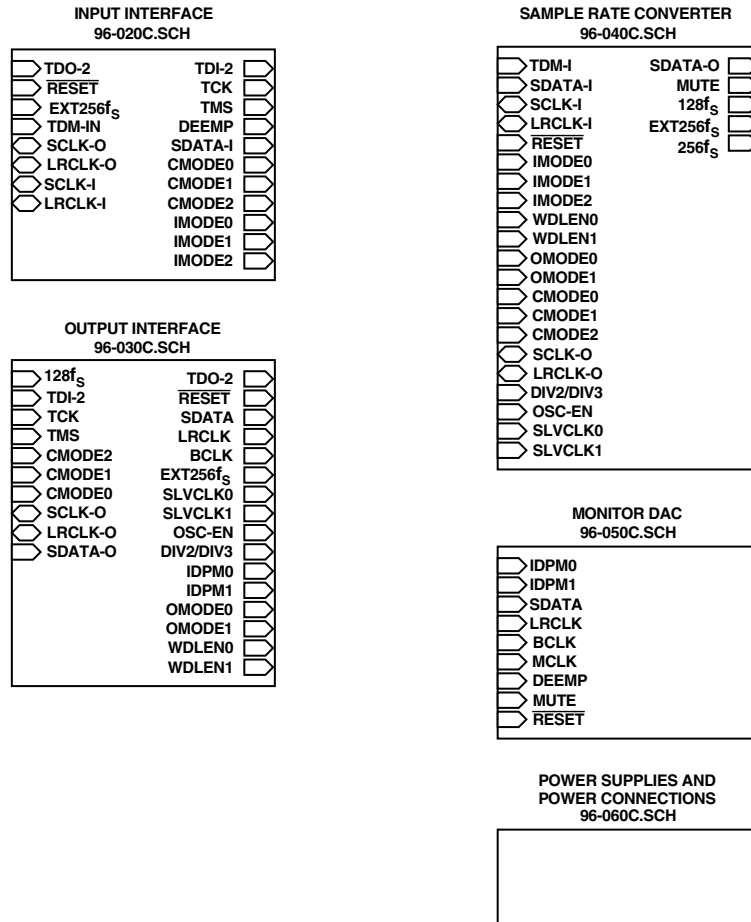 INPUT INTERFACE
96-020C.SCH
TDO-2 TDI-2
RESET TCK
EXT256fS TMS
TDM-IN DEEMP
SCLK-O SDATA-I
LRCLK-O CMODE0
SCLK-I CMODE1
LRCLK-I CMODE2
IMODE0
IMODE1
IMODE2
OUTPUT INTERFACE
96-030C.SCH
128fS TDO-2
TDI-2 RESET
TCK SDATA
TMS LRCLK
CMODE2 BCLK
CMODE1 EXT256fS
CMODE0 SLVCLK0
SCLK-O SLVCLK1
LRCLK-O OSC-EN
SDATA-O DIV2/DIV3
IDPM0
IDPM1
OMODE0
OMODE1
WDLEN0
WDLEN1
SAMPLE RATE CONVERTER
96-040C.SCH
TDM-I SDATA-O
SDATA-I MUTE
SCLK-I 128fS
LRCLK-I EXT256fS
RESET 256fS
IMODE0
IMODE1
IMODE2
WDLEN0
WDLEN1
OMODE0
OMODE1
CMODE0
CMODE1
CMODE2
SCLK-O
LRCLK-O
DIV2/DIV3
OSC-EN
SLVCLK0
SLVCLK1
MONITOR DAC
96-050C.SCH
IDPM0
IDPM1
SDATA
LRCLK
BCLK
MCLK
DEEMP
MUTE
RESET
POWER SUPPLIES AND
POWER CONNECTIONS
96-060C.SCH